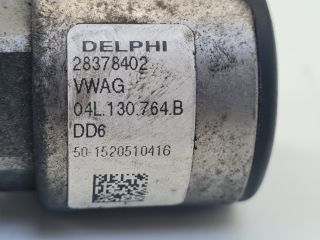 DELPHI
28378402
VWAG
04L.130.764.B
DD6
50-1520510416